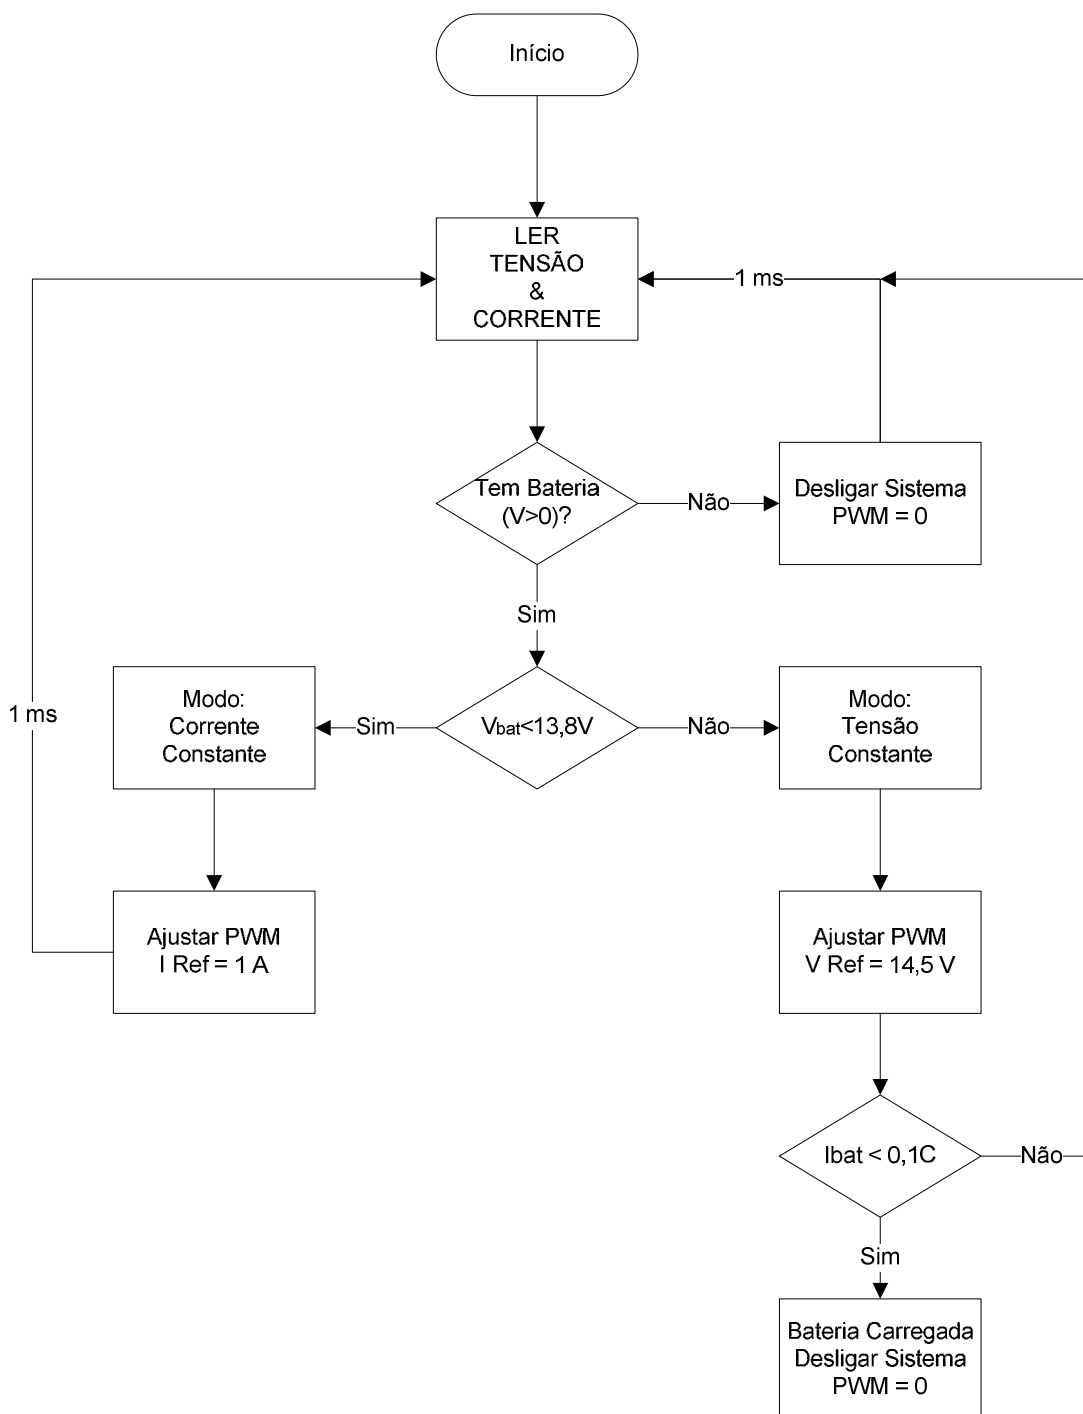 Início
LER
TENSÃO
&
CORRENTE
1 ms
Tem Bateria
(V>0)?
Não
Desligar Sistema
PWM = 0
Sim
Modo:
Corrente
Constante
1 ms
Sim
Vbat<13,8V
Não
Modo:
Tensão
Constante
Ajustar PWM
I Ref = 1 A
Ajustar PWM
V Ref = 14,5 V
Ibat < 0,1C
Não
Sim
Bateria Carregada
Desligar Sistema
PWM = 0